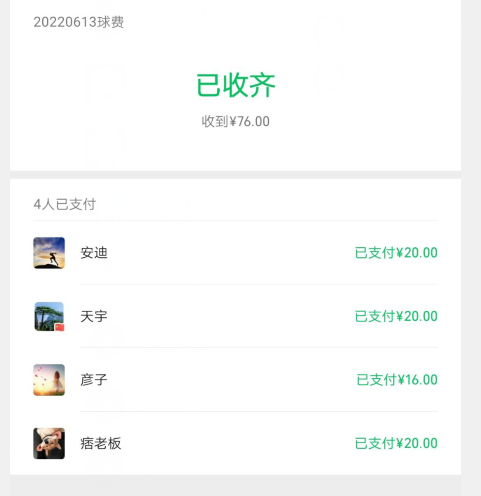 20220613球费
已收齐
收到¥76.00
4人已支付
安迪 已支付¥20.00
天宇 已支付¥20.00
彦子 已支付¥16.00
痞老板 已支付¥20.00